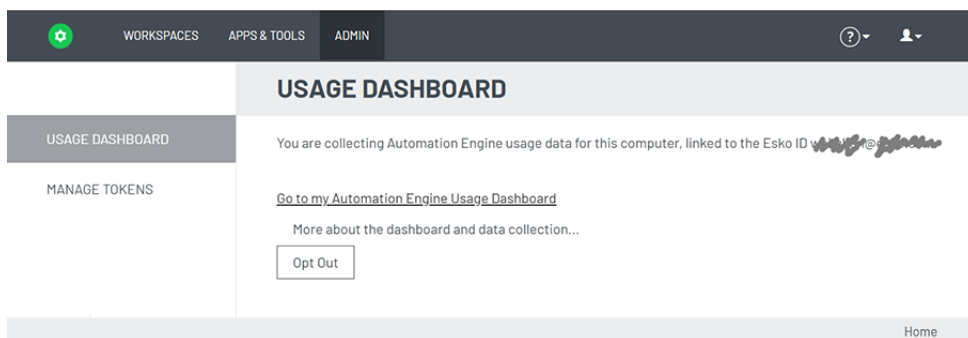 WORKSPACES APPS & TOOLS ADMIN ?
USAGE DASHBOARD
USAGE DASHBOARD
You are collecting Automation Engine usage data for this computer, linked to the Esko ID
MANAGE TOKENS
Go to my Automation Engine Usage Dashboard
More about the dashboard and data collection...
Opt Out
Home